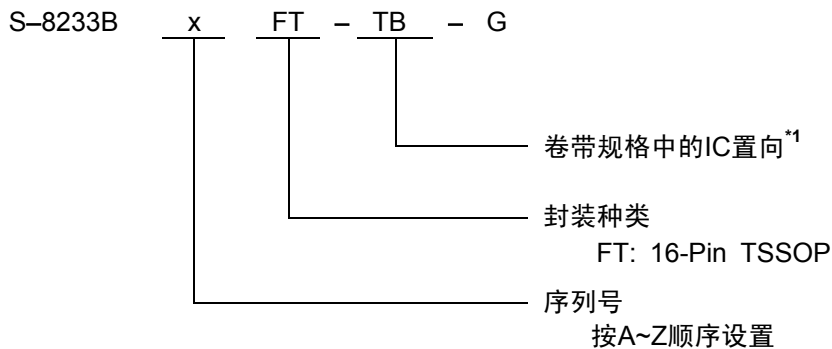 S–8233B x FT – TB – G
卷带规格中的IC置向*1
封装种类
FT: 16-Pin TSSOP
序列号
按A~Z顺序设置